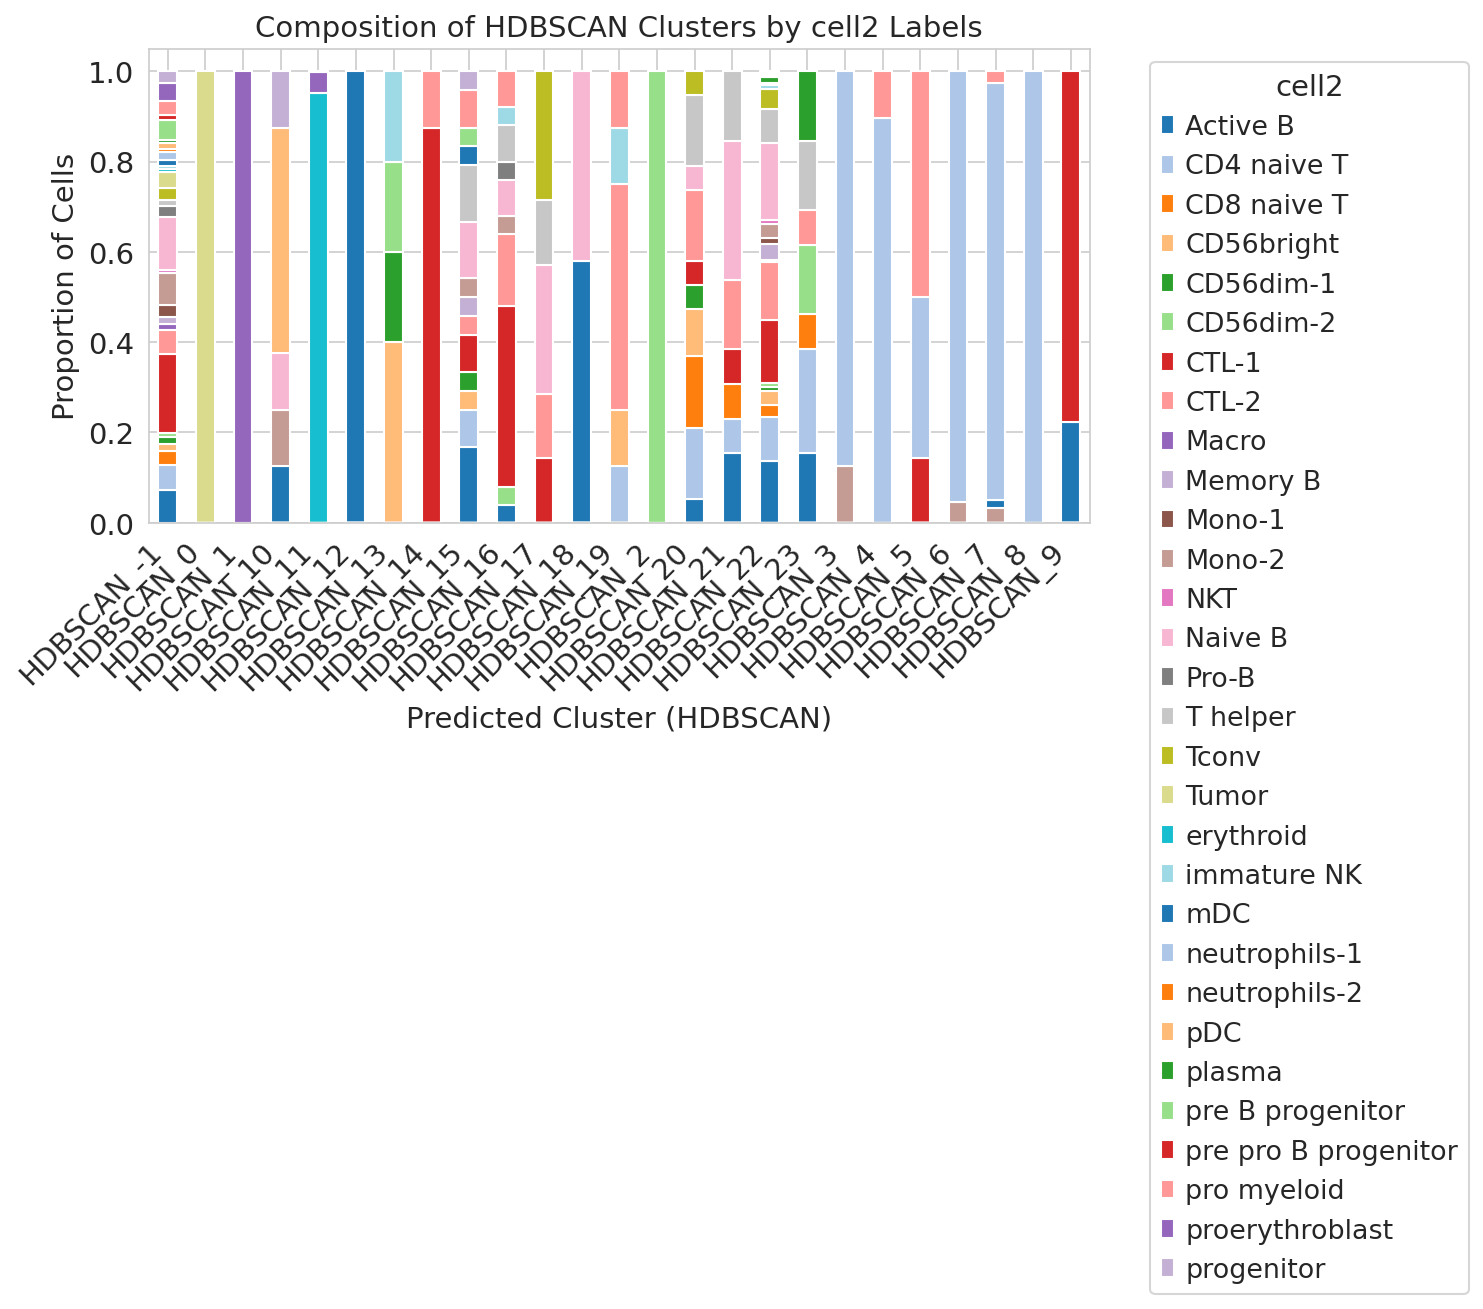 Composition of HDBSCAN Clusters by cell2 Labels
Proportion of Cells
1.0
0.8
0.6
0.4
0.2
0.0
HDBSCAN_-1
HDBSCAN_0
HDBSCAN_1
HDBSCAN_10
HDBSCAN_11
HDBSCAN_12
HDBSCAN_13
HDBSCAN_14
HDBSCAN_15
HDBSCAN_16
HDBSCAN_17
HDBSCAN_18
HDBSCAN_19
HDBSCAN_2
HDBSCAN_20
HDBSCAN_21
HDBSCAN_22
HDBSCAN_23
HDBSCAN_3
HDBSCAN_4
HDBSCAN_5
HDBSCAN_6
HDBSCAN_7
HDBSCAN_8
HDBSCAN_9
Predicted Cluster (HDBSCAN)
cell2
Active B
CD4 naive T
CD8 naive T
CD56bright
CD56dim-1
CD56dim-2
CTL-1
CTL-2
Macro
Memory B
Mono-1
Mono-2
NKT
Naive B
Pro-B
T helper
Tconv
Tumor
erythroid
immature NK
mDC
neutrophils-1
neutrophils-2
pDC
plasma
pre B progenitor
pre pro B progenitor
pro myeloid
proerythroblast
progenitor